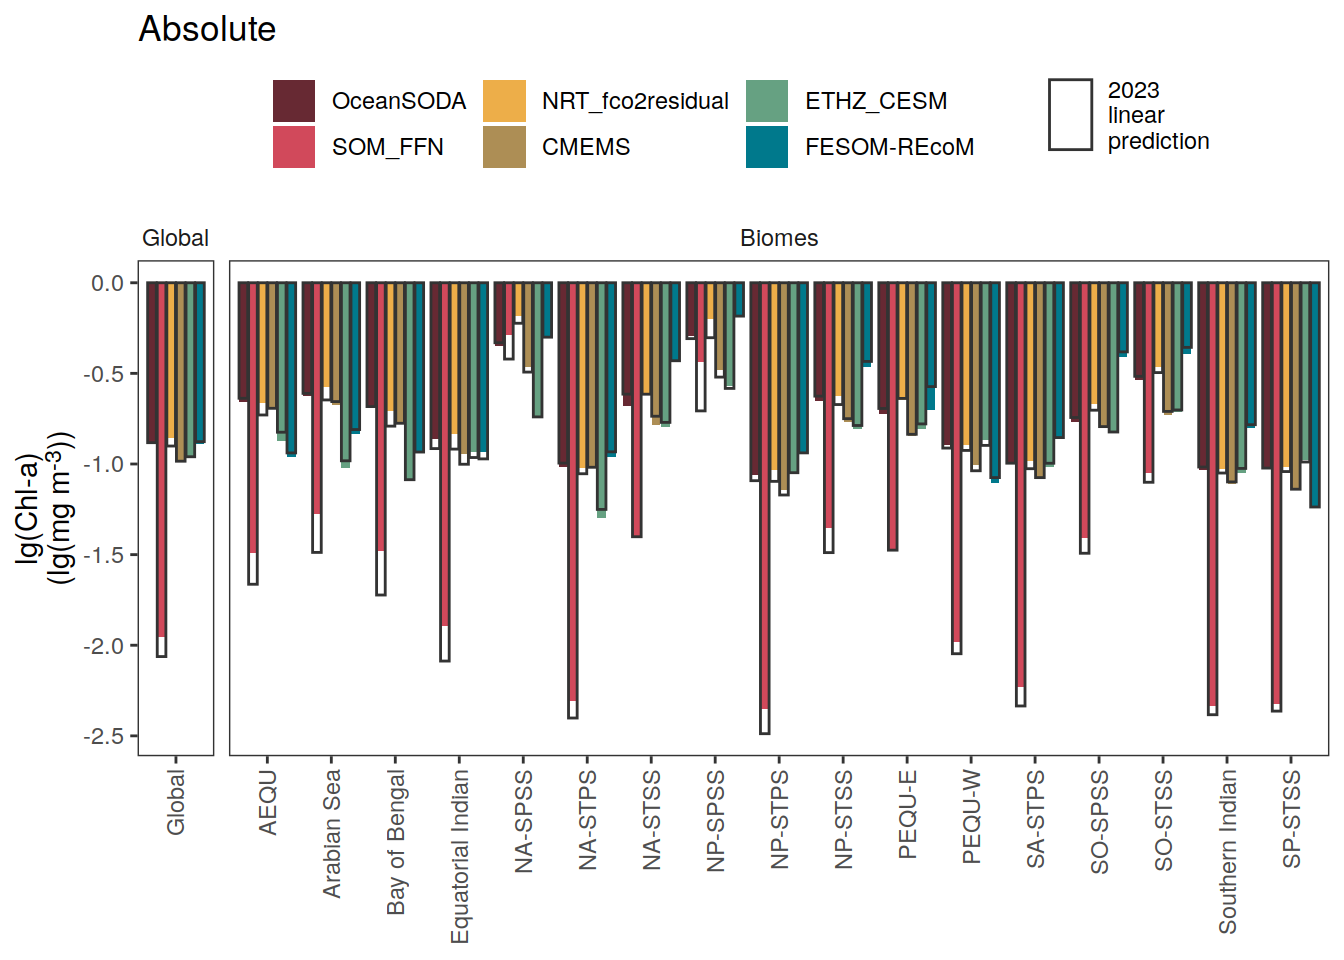 Absolute
OceanSODA
SOM_FFN
NRT_fco2residual
CMEMS
ETHZ_CESM
FESOM-REcoM
2023
linear
prediction
Global
Biomes
lg(Chl-a)
(lg(mg m-3))
0.0
-0.5
-1.0
-1.5
-2.0
-2.5
Global
AEQU
Arabian Sea
Bay of Bengal
Equatorial Indian
NA-SPSS
NA-STPS
NA-STSS
NP-SPSS
NP-STPS
NP-STSS
PEQU-E
PEQU-W
SA-STPS
SO-SPSS
SO-STSS
Southern Indian
SP-STSS